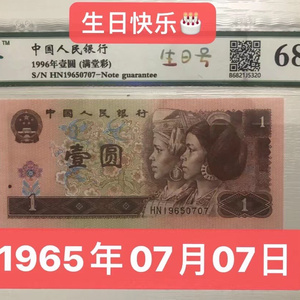 生日快乐🎂
TM
中国人民银行
1996年壹圆 (满堂彩)
S/N HN19650707-Note guarantee
生日号
68
B682135320
中国人民银行
壹圆
1
HN19650707
1
1965年07月07日